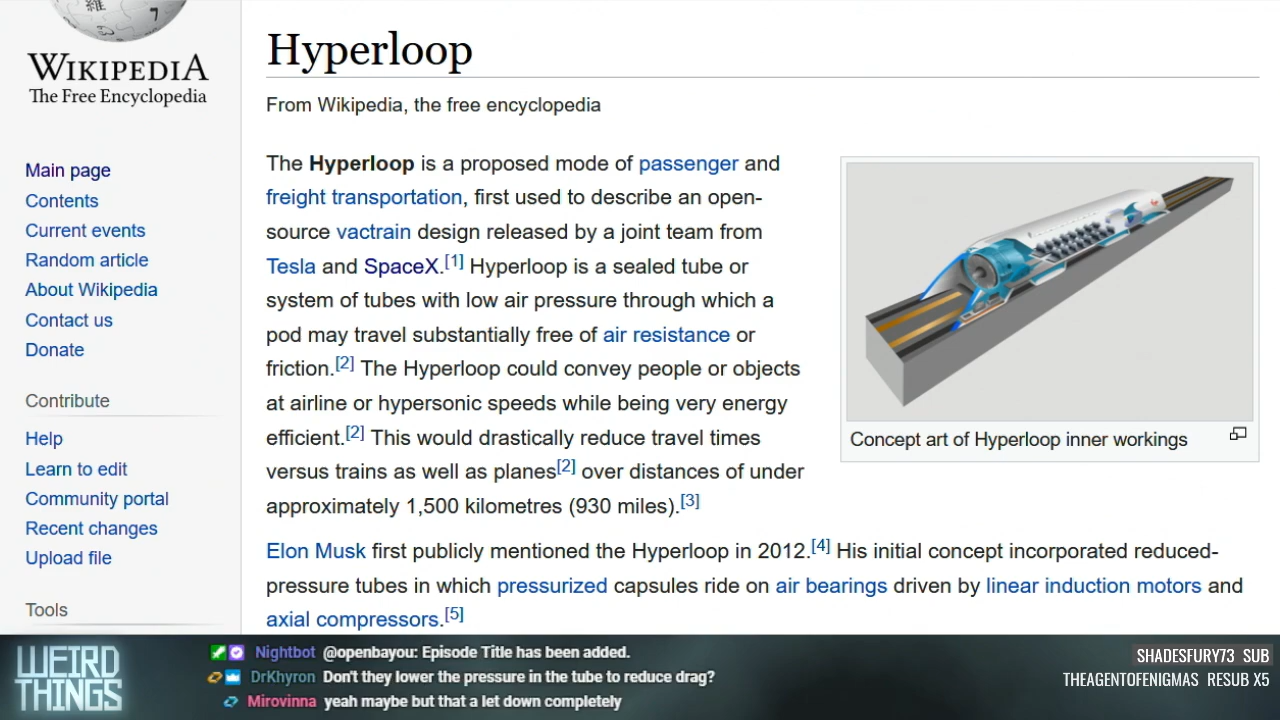 維
7
WIKIPEDIA
The Free Encyclopedia
Main page
Contents
Current events
Random article
About Wikipedia
Contact us
Donate
Contribute
Help
Learn to edit
Community portal
Recent changes
Upload file
Tools
Hyperloop
From Wikipedia, the free encyclopedia
The Hyperloop is a proposed mode of passenger and
freight transportation, first used to describe an open-
source vactrain design released by a joint team from
Tesla and SpaceX.[1] Hyperloop is a sealed tube or
system of tubes with low air pressure through which a
pod may travel substantially free of air resistance or
friction.[2] The Hyperloop could convey people or objects
at airline or hypersonic speeds while being very energy
efficient.[2] This would drastically reduce travel times
versus trains as well as planes[2] over distances of under
approximately 1,500 kilometres (930 miles).[3]
Concept art of Hyperloop inner workings
Elon Musk first publicly mentioned the Hyperloop in 2012.[4] His initial concept incorporated reduced-
pressure tubes in which pressurized capsules ride on air bearings driven by linear induction motors and
axial compressors.[5]
WEIRD
THINGS
Nightbot @openbayou: Episode Title has been added.
DrKhyron Don't they lower the pressure in the tube to reduce drag?
Mirovinna yeah maybe but that a let down completely
SHADESFURY73 SUB
THEAGENTOFENIGMAS RESUB X5